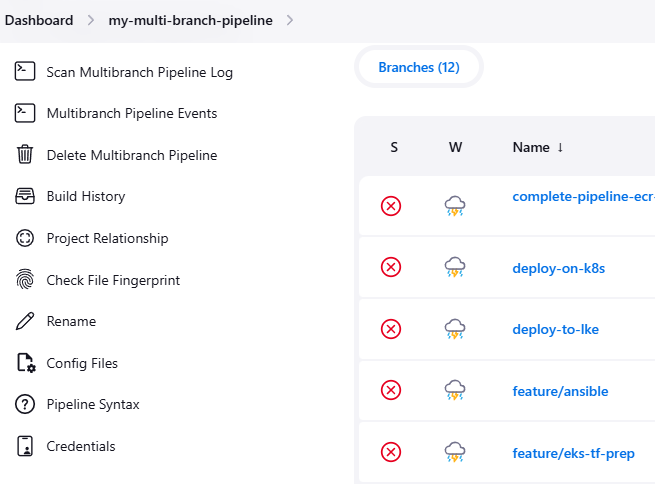 Dashboard > my-multi-branch-pipeline >
Scan Multibranch Pipeline Log
Multibranch Pipeline Events
Delete Multibranch Pipeline
Build History
Project Relationship
Check File Fingerprint
Rename
Config Files
Pipeline Syntax
Credentials
Branches (12)
S W Name ↓
complete-pipeline-ecr-
deploy-on-k8s
deploy-to-lke
feature/ansible
feature/eks-tf-prep